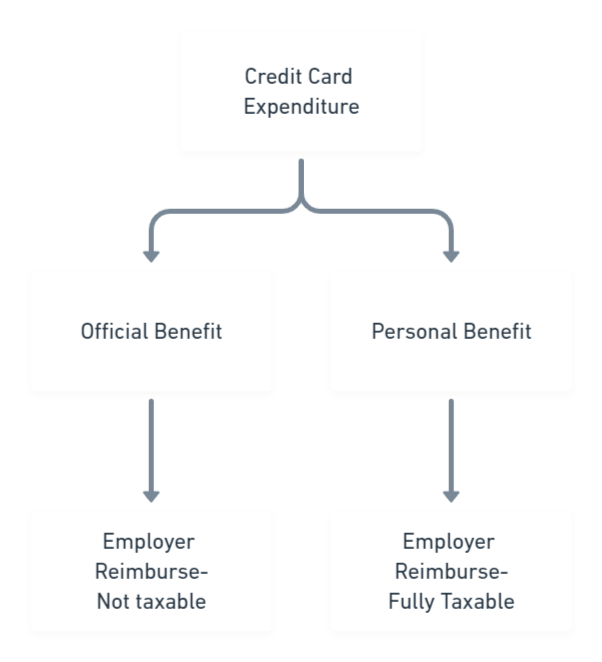 Credit Card
Expenditure
Official Benefit
Personal Benefit
Employer
Reimburse-
Not taxable
Employer
Reimburse-
Fully Taxable